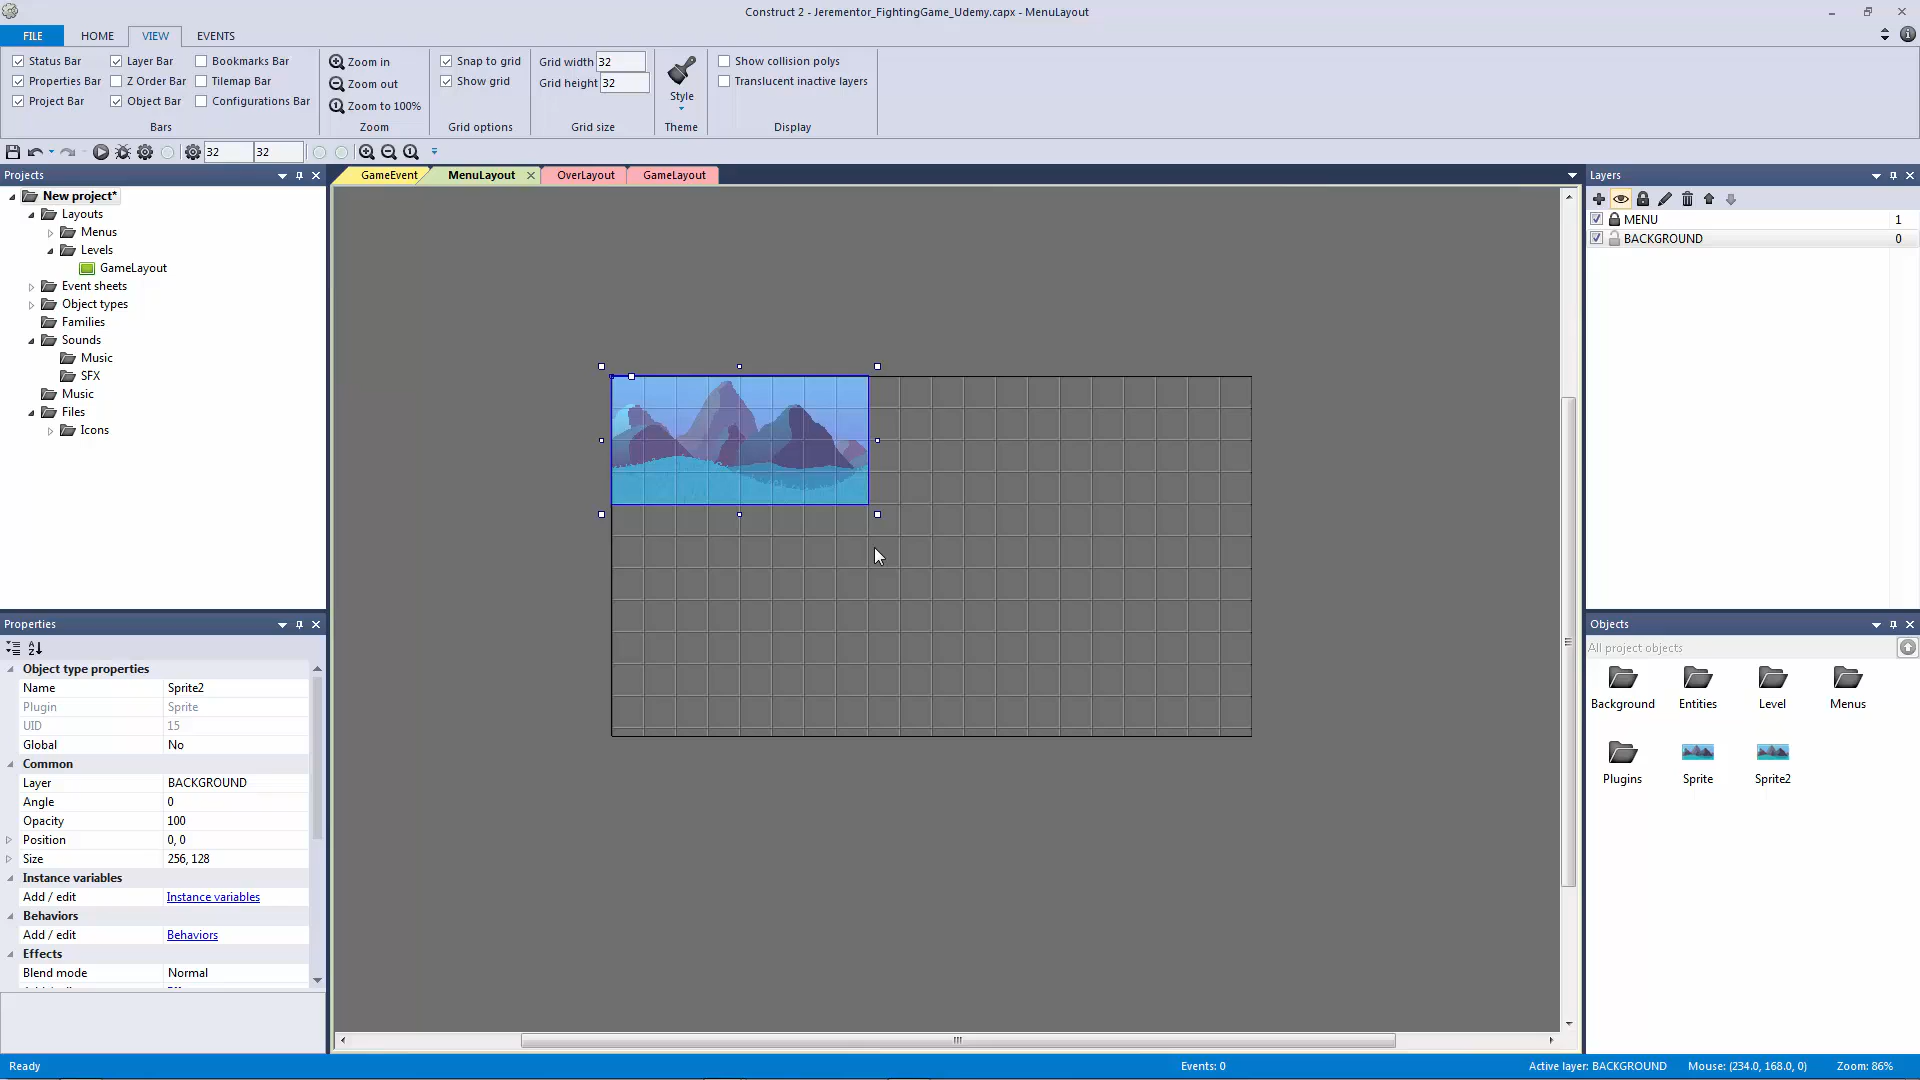 Construct 2 - Jerementor_FightingGame_Udemy.capx - MenuLayout
FILE
HOME
VIEW
EVENTS
Status Bar
Layer Bar
Bookmarks Bar
Properties Bar
Z Order Bar
Tilemap Bar
Project Bar
Object Bar
Configurations Bar
Bars
Zoom in
Zoom out
Zoom to 100%
Zoom
Snap to grid
Show grid
Grid options
Grid width 32
Grid height 32
Grid size
Style
Theme
Show collision polys
Translucent inactive layers
Display
32
32
Projects
New project*
Layouts
Menus
Levels
GameLayout
Event sheets
Object types
Families
Sounds
Music
SFX
Music
Files
Icons
GameEvent
MenuLayout
OverLayout
GameLayout
Layers
MENU 1
BACKGROUND 0
Properties
Object type properties
Name Sprite2
Plugin Sprite
UID 15
Global No
Common
Layer BACKGROUND
Angle 0
Opacity 100
Position 0, 0
Size 256, 128
Instance variables
Add / edit Instance variables
Behaviors
Add / edit Behaviors
Effects
Blend mode Normal
Objects
All project objects
Background
Entities
Level
Menus
Plugins
Sprite
Sprite2
Ready
Events: 0
Active layer: BACKGROUND
Mouse: (234.0, 168.0, 0)
Zoom: 86%